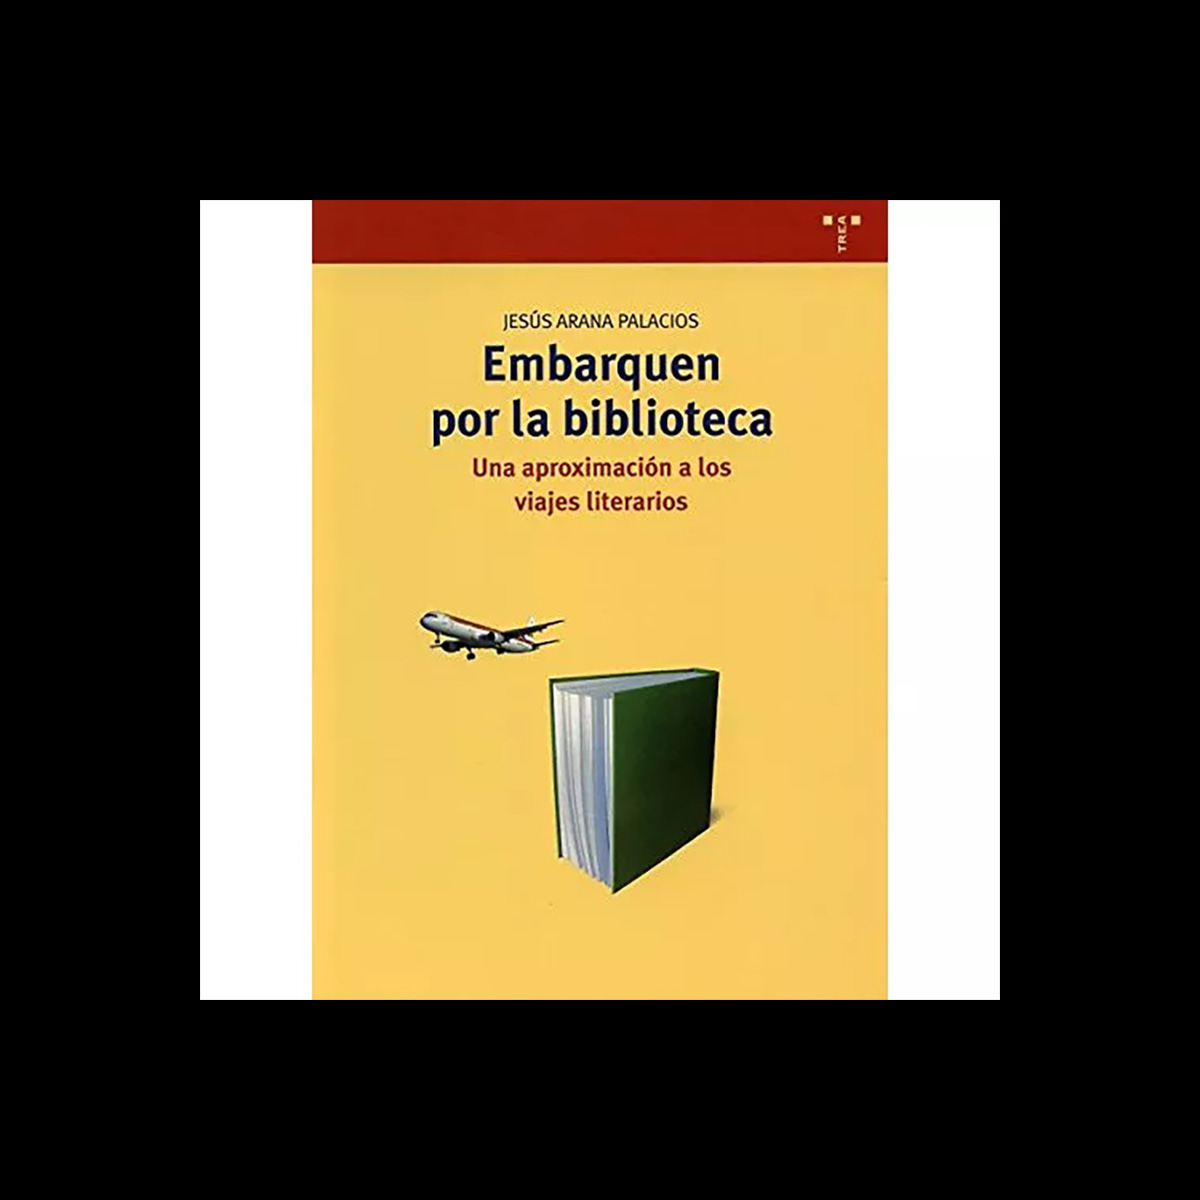 TREA
JESÚS ARANA PALACIOS
Embarquen
por la biblioteca
Una aproximación a los
viajes literarios